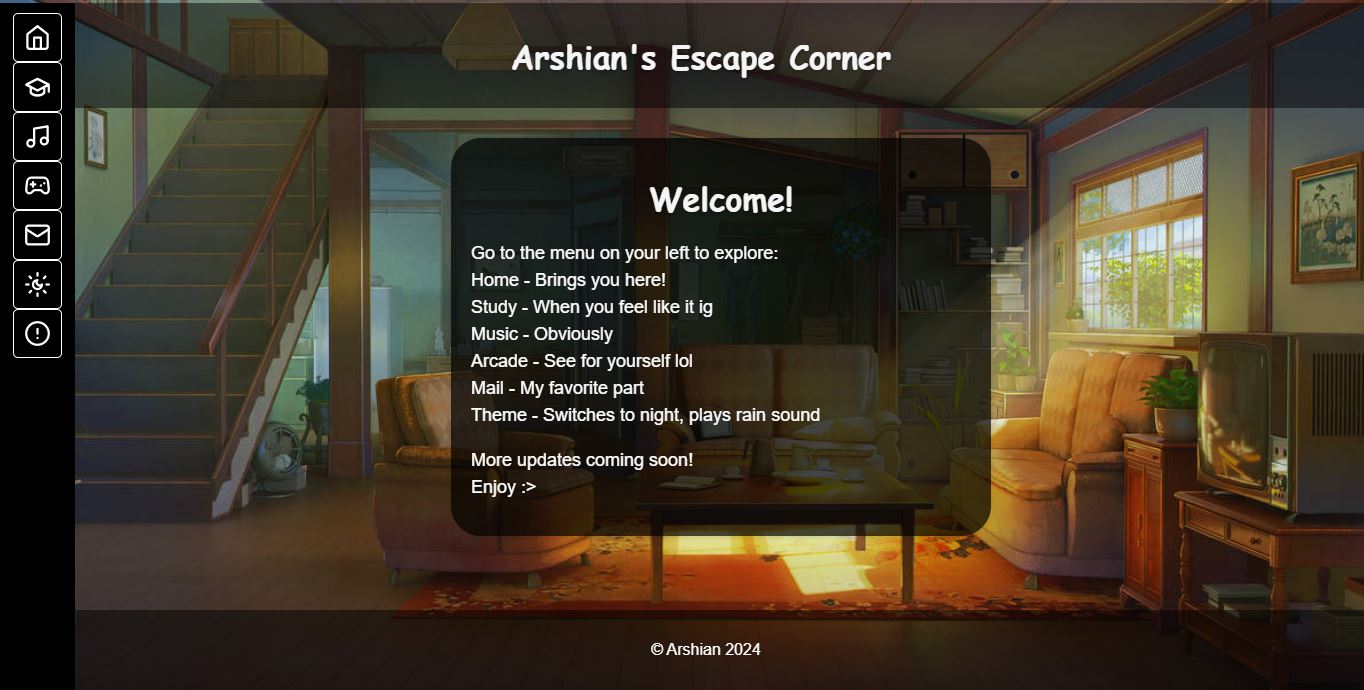 Arshian's Escape Corner
Welcome!
Go to the menu on your left to explore:
Home - Brings you here!
Study - When you feel like it ig
Music - Obviously
Arcade - See for yourself lol
Mail - My favorite part
Theme - Switches to night, plays rain sound
More updates coming soon!
Enjoy :>
© Arshian 2024